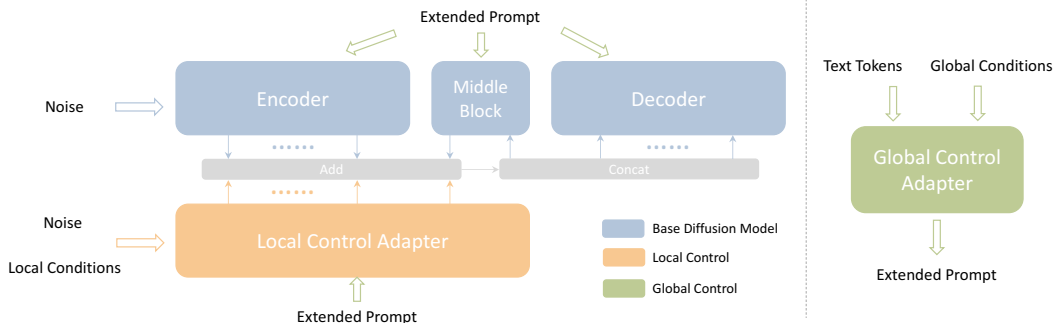 Extended Prompt
Noise
Encoder
Middle
Block
Decoder
Add
Concat
Noise
Local Conditions
Local Control Adapter
Extended Prompt
Base Diffusion Model
Local Control
Global Control
Text Tokens
Global Conditions
Global Control
Adapter
Extended Prompt